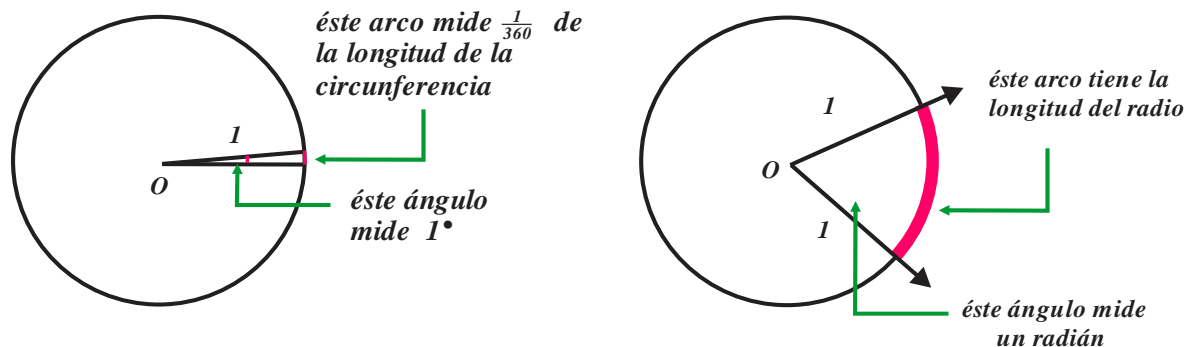 éste arco mide 1/360 de
la longitud de la
circunferencia
1
O
éste ángulo
mide 1•
éste arco tiene la
longitud del radio
1
O
1
éste ángulo mide
un radián